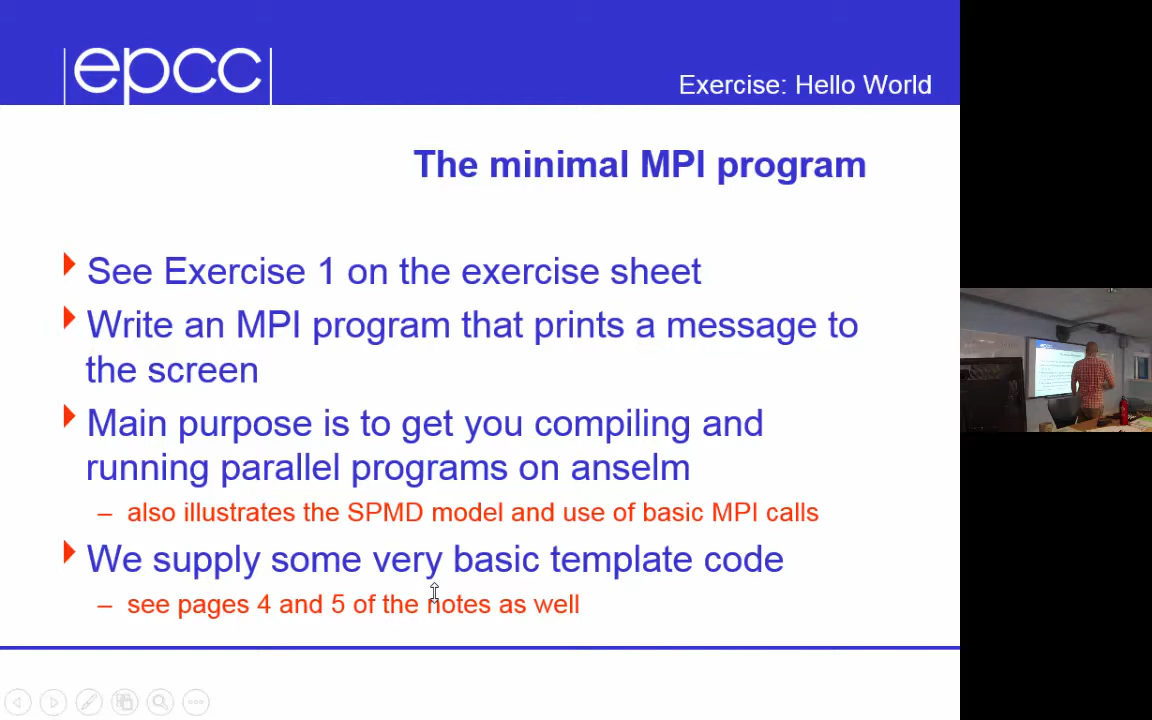 epcc
Exercise: Hello World
The minimal MPI program
See Exercise 1 on the exercise sheet
Write an MPI program that prints a message to
the screen
Main purpose is to get you compiling and
running parallel programs on anselm
– also illustrates the SPMD model and use of basic MPI calls
We supply some very basic template code
– see pages 4 and 5 of the notes as well